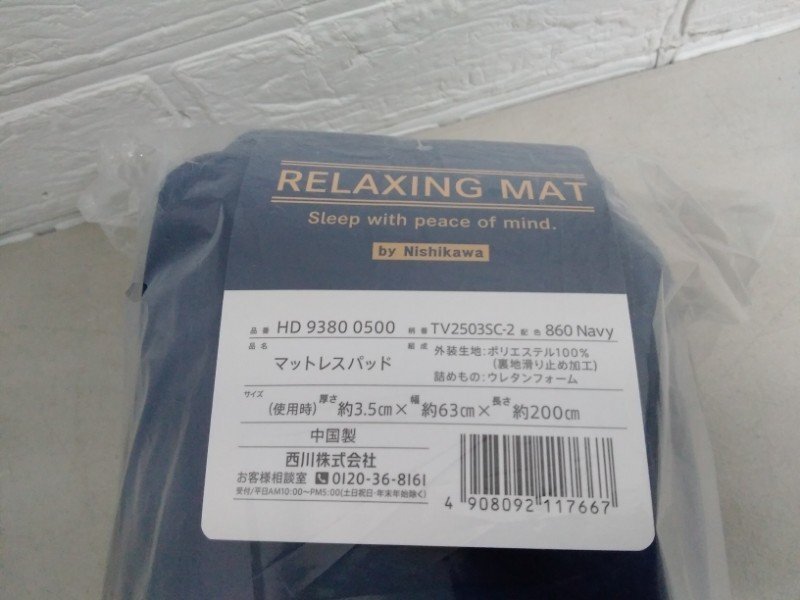 RELAXING MAT
Sleep with peace of mind.
by Nishikawa
品番 HD 9380 0500 柄番 TV2503SC-2 配色 860 Navy
品名 マットレスパッド
組成 外装生地:ポリエステル100%
(裏地滑り止め加工)
詰めもの:ウレタンフォーム
サイズ
(使用時) 厚さ 約3.5cm×幅 約63cm×長さ 約200cm
中国製
西川株式会社
お客様相談室 0120-36-8161
受付/平日AM10:00~PM5:00(土日祝日・年末年始除く)
4 908092 117667